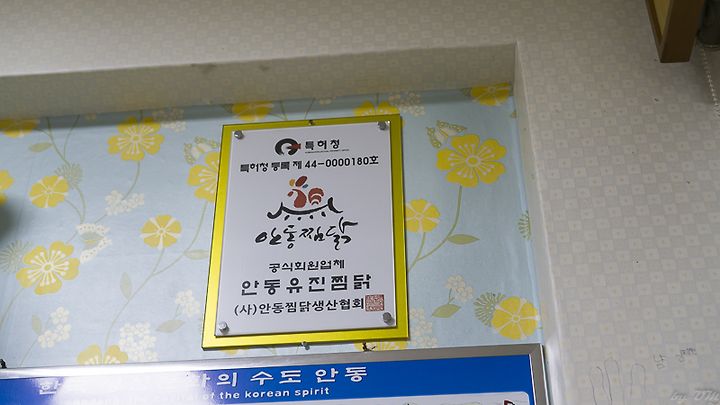 특허청
특허청 등록 제 44-0000180호
안동찜닭
공식회원업체
안동유진찜닭
(사)안동찜닭생산협회
의 수도 안동
of the korean spirit
by